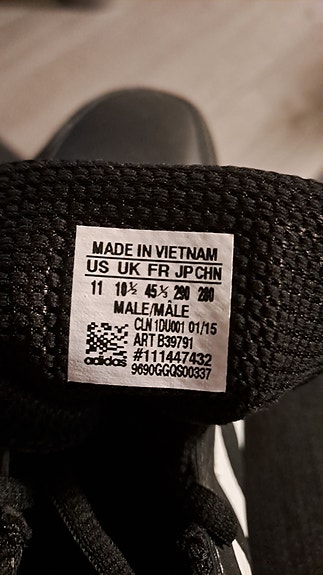 MADE IN VIETNAM
US UK FR JP CHN
11 10½ 45⅓ 290 280
MALE/MÂLE
CLN 1DU001 01/15
ART B39791
#111447432
adidas 9690GGQS00337